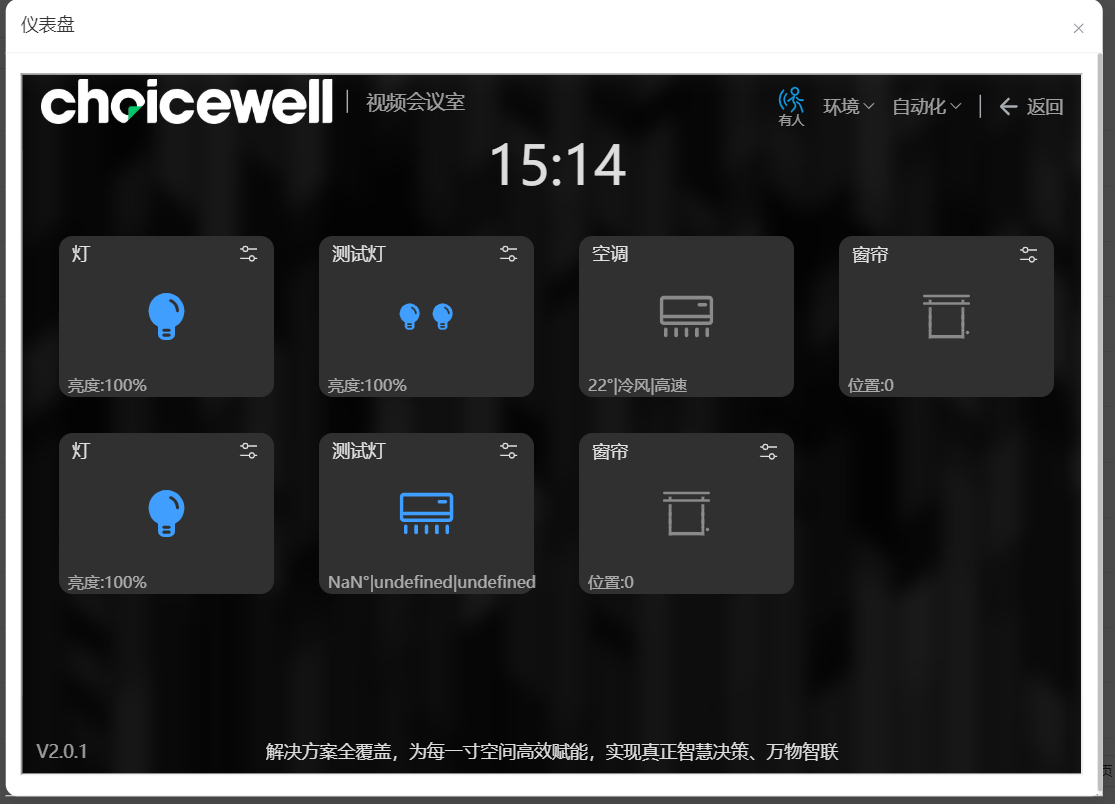 仪表盘
choicewell | 视频会议室
有人
环境
自动化
返回
15:14
灯
亮度:100%
测试灯
亮度:100%
空调
22°|冷风|高速
窗帘
位置:0
灯
亮度:100%
测试灯
NaN°|undefined|undefined
窗帘
位置:0
V2.0.1
解决方案全覆盖，为每一寸空间高效赋能，实现真正智慧决策、万物智联
页